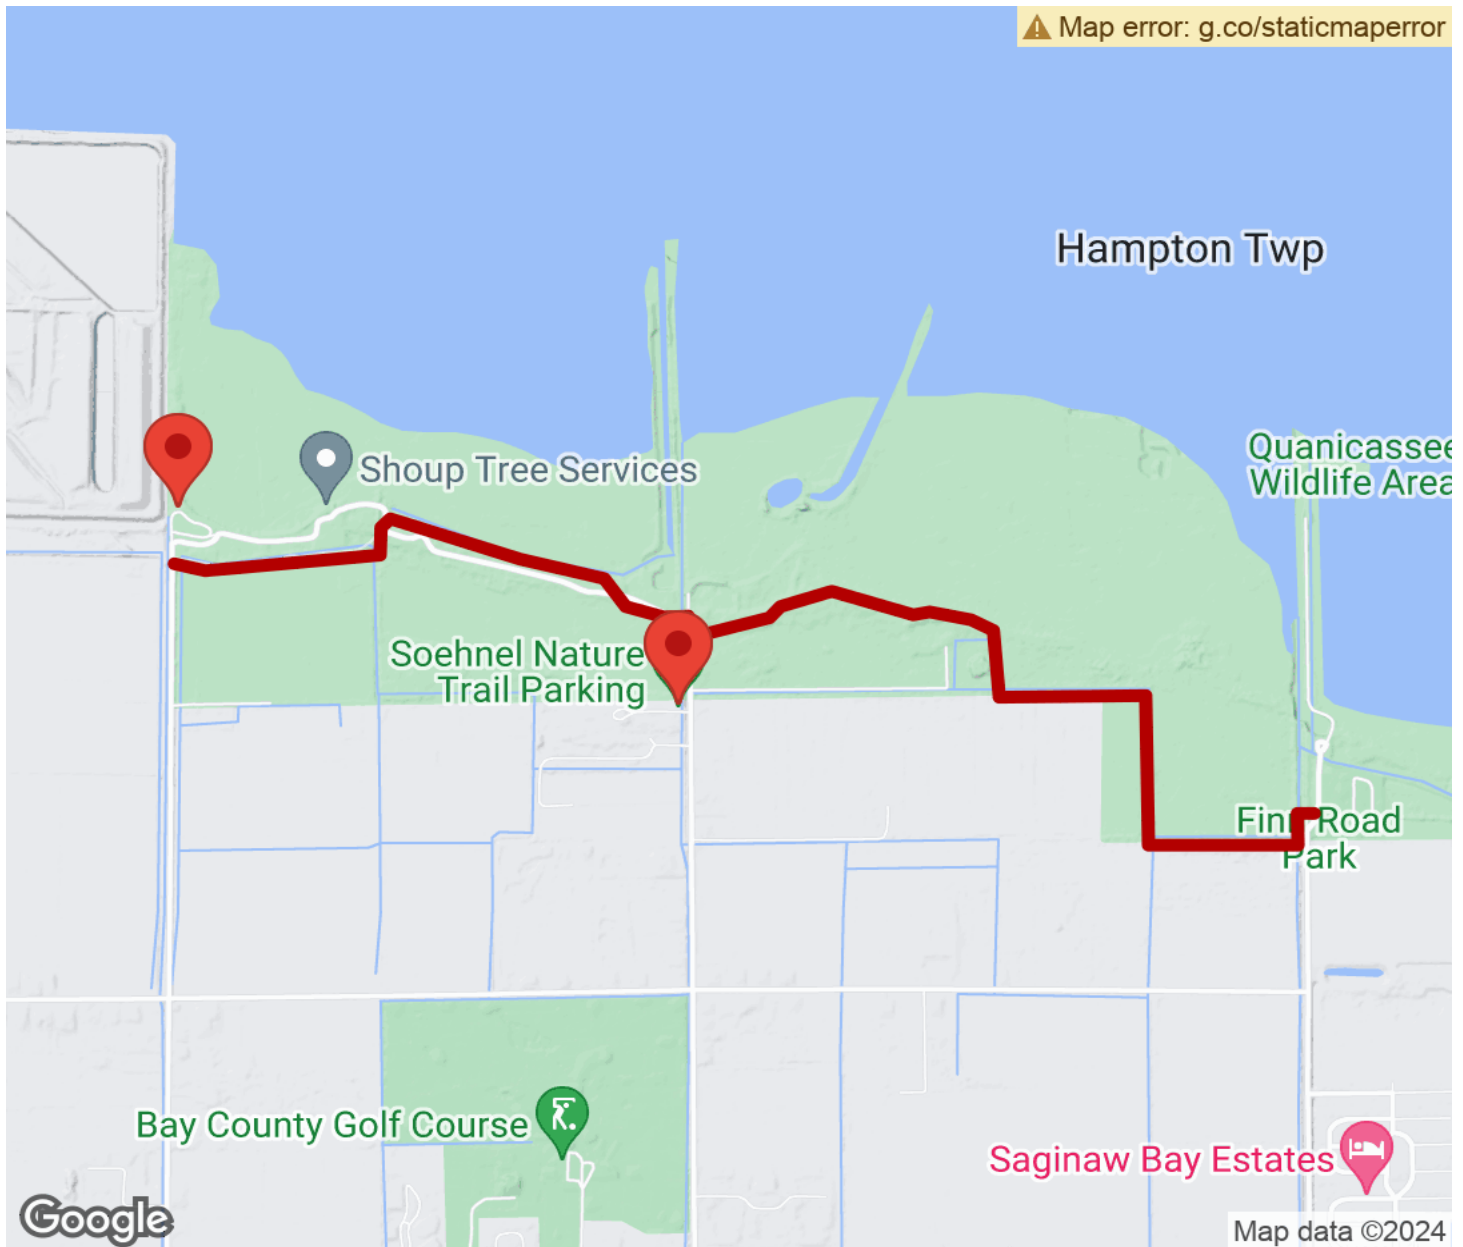 Map error: g.co/staticmaperror
Hampton Twp
Quanicassee
Wildlife Area
Shoup Tree Services
Soehnel Nature
Trail Parking
Road
Park
Bay County Golf Course
Saginaw Bay Estates
Google
Map data ©2024